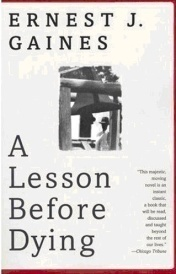 ERNEST J.
GAINES
A
Lesson
Before
Dying
"This majestic,
moving
novel is an
instant
classic,
a book that
will be read,
discussed
and taught
beyond
the rest of
our lives."
—Chicago Tribune